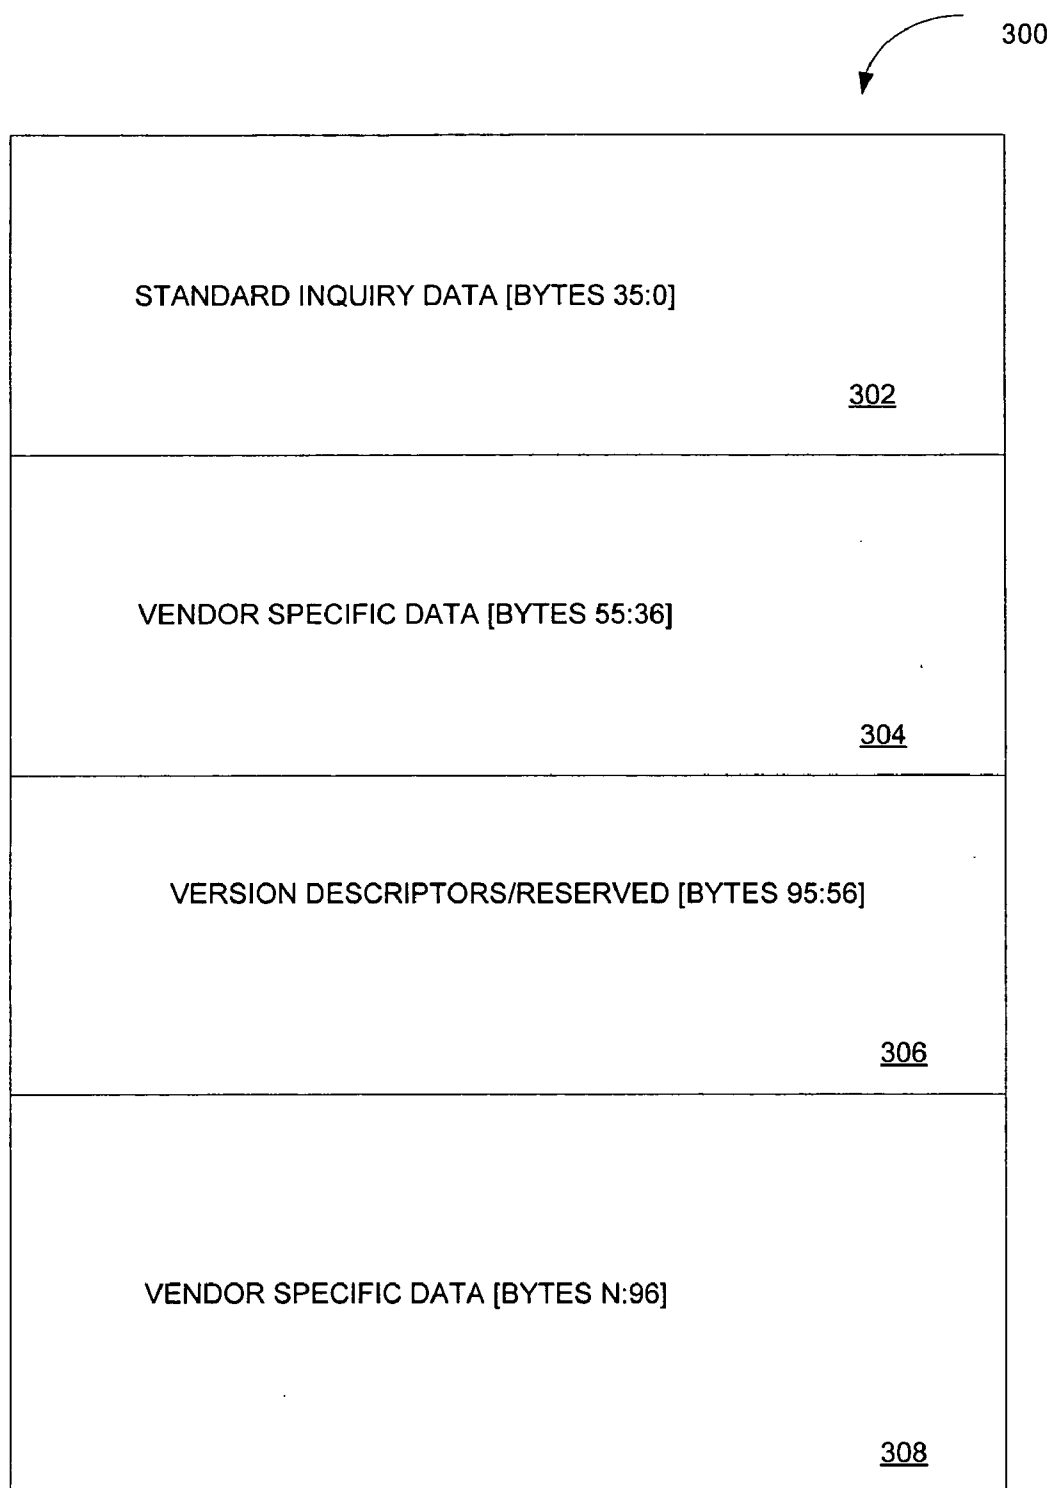 300
STANDARD INQUIRY DATA [BYTES 35:0]
302
VENDOR SPECIFIC DATA [BYTES 55:36]
304
VERSION DESCRIPTORS/RESERVED [BYTES 95:56]
306
VENDOR SPECIFIC DATA [BYTES N:96]
308